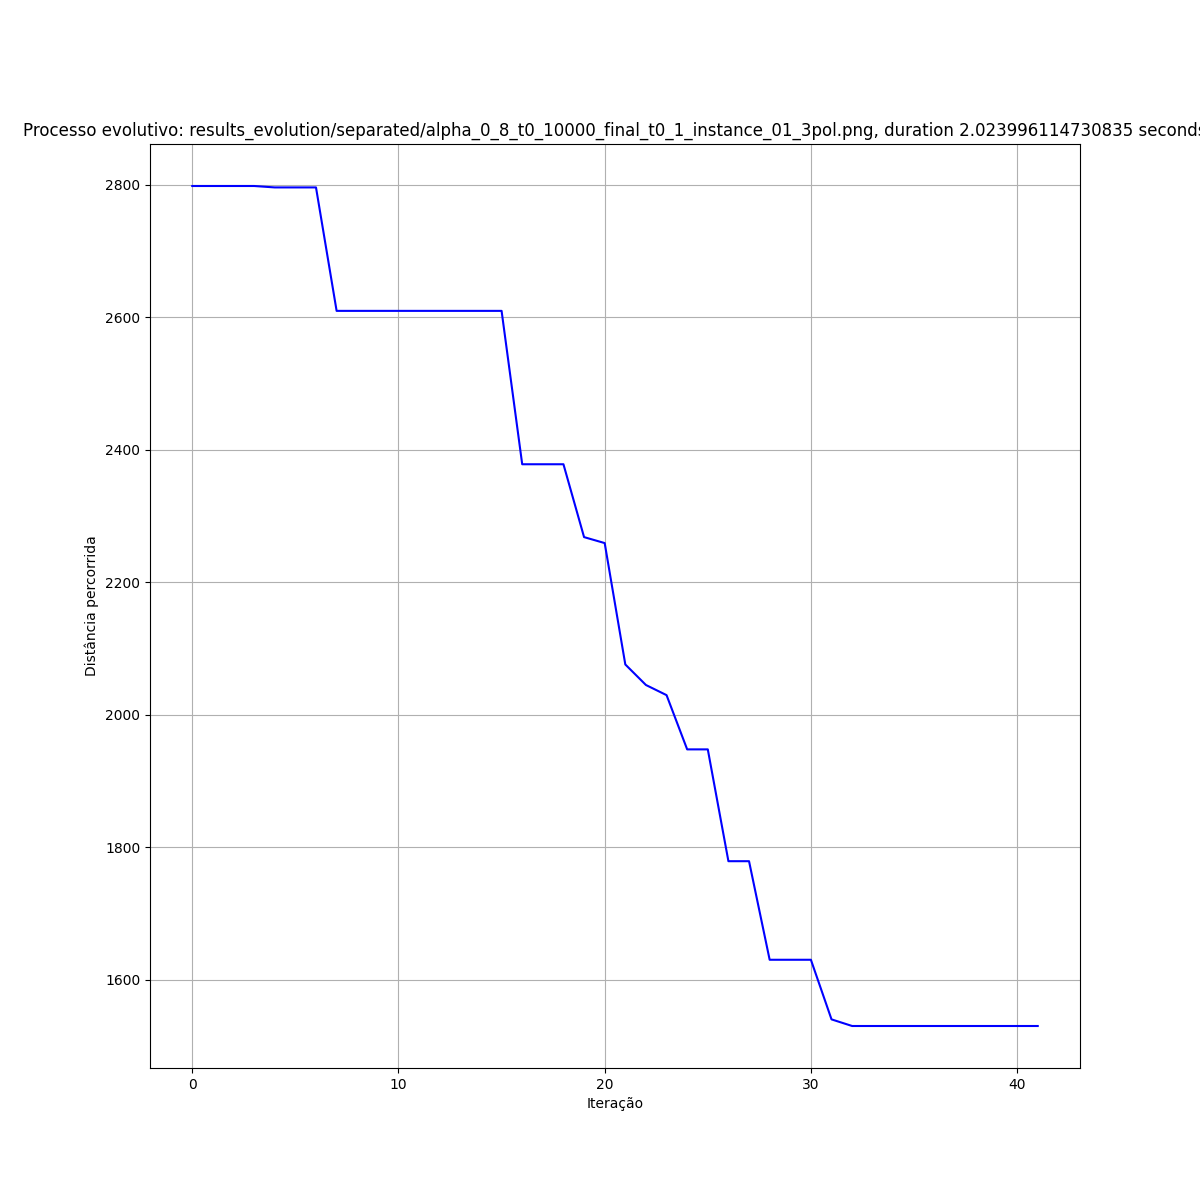 Processo evolutivo: results_evolution/separated/alpha_0_8_t0_10000_final_t0_1_instance_01_3pol.png, duration 2.023996114730835 seconds
2800
2600
2400
2200
2000
1800
1600
Distância percorrida
0 10 20 30 40
Iteração